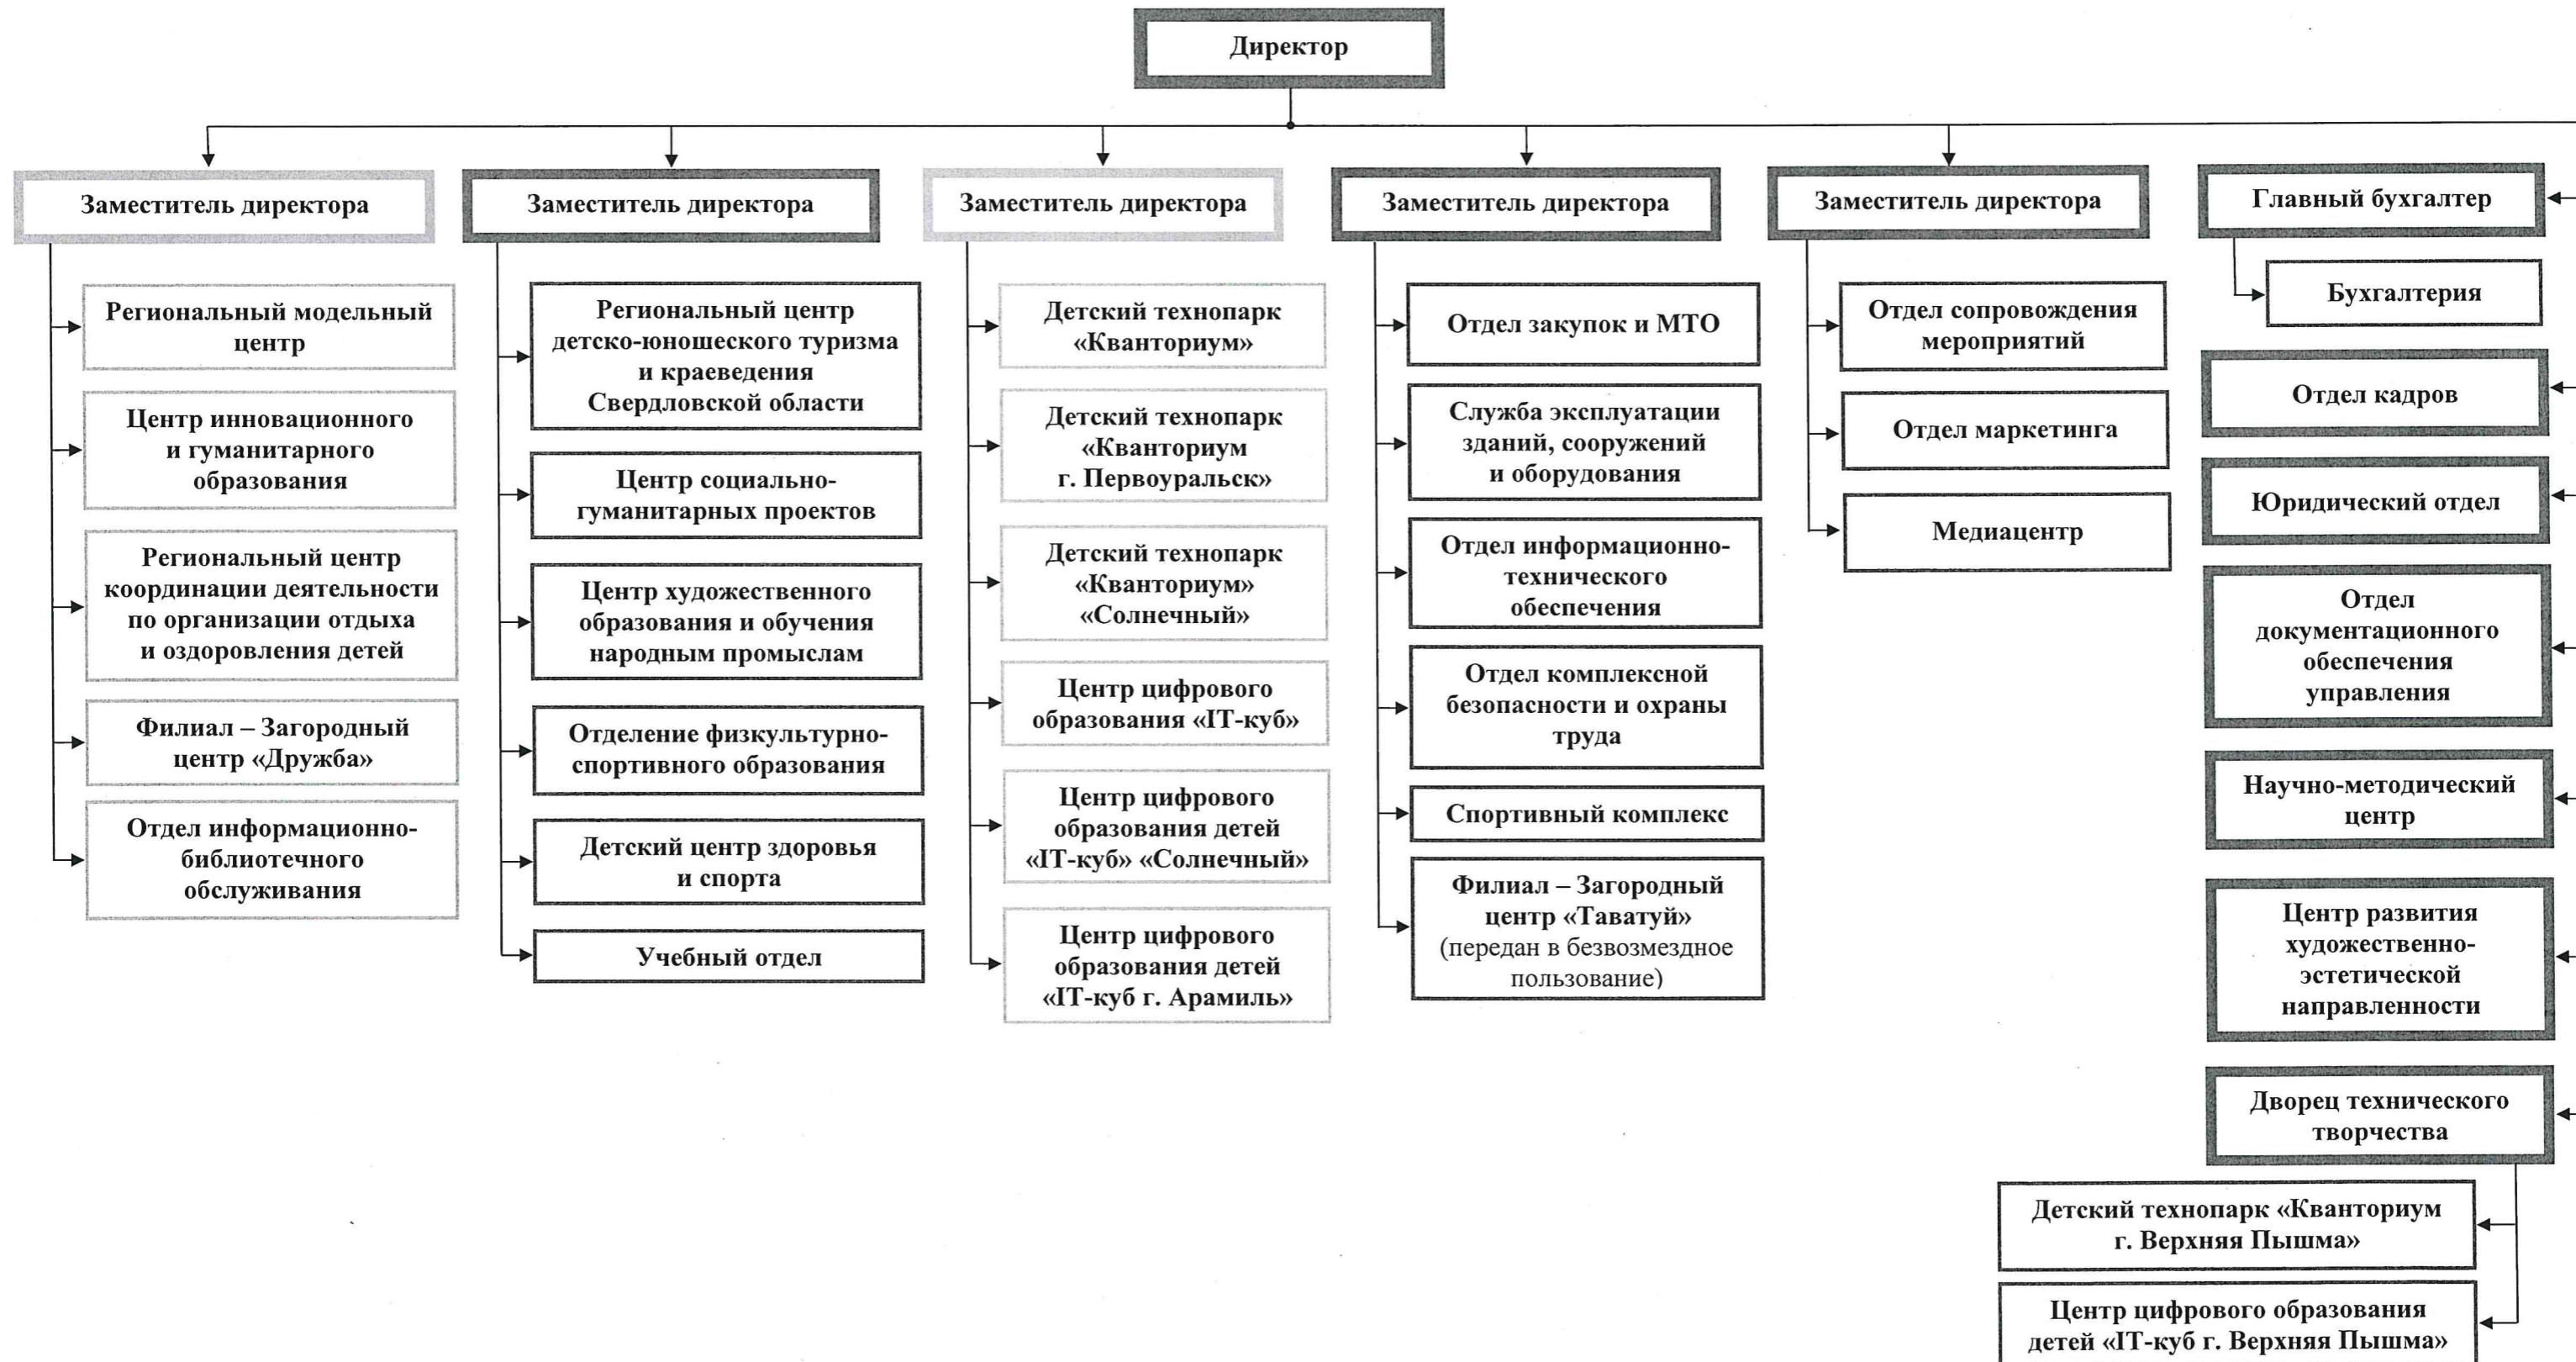 Директор
Заместитель директора
Региональный модельный
центр
Центр инновационного
и гуманитарного
образования
Региональный центр
координации деятельности
по организации отдыха
и оздоровления детей
Филиал – Загородный
центр «Дружба»
Отдел информационно-
библиотечного
обслуживания
Заместитель директора
Региональный центр
детско-юношеского туризма
и краеведения
Свердловской области
Центр социально-
гуманитарных проектов
Центр художественного
образования и обучения
народным промыслам
Отделение физкультурно-
спортивного образования
Детский центр здоровья
и спорта
Учебный отдел
Заместитель директора
Детский технопарк
«Кванториум»
Детский технопарк
«Кванториум
г. Первоуральск»
Детский технопарк
«Кванториум»
«Солнечный»
Центр цифрового
образования «IT-куб»
Центр цифрового
образования детей
«IT-куб» «Солнечный»
Центр цифрового
образования детей
«IT-куб г. Арамиль»
Заместитель директора
Отдел закупок и МТО
Служба эксплуатации
зданий, сооружений
и оборудования
Отдел информационно-
технического
обеспечения
Отдел комплексной
безопасности и охраны
труда
Спортивный комплекс
Филиал – Загородный
центр «Таватуй»
(передан в безвозмездное
пользование)
Заместитель директора
Отдел сопровождения
мероприятий
Отдел маркетинга
Медиацентр
Главный бухгалтер
Бухгалтерия
Отдел кадров
Юридический отдел
Отдел
документационного
обеспечения
управления
Научно-методический
центр
Центр развития
художественно-
эстетической
направленности
Дворец технического
творчества
Детский технопарк «Кванториум
г. Верхняя Пышма»
Центр цифрового образования
детей «IT-куб г. Верхняя Пышма»